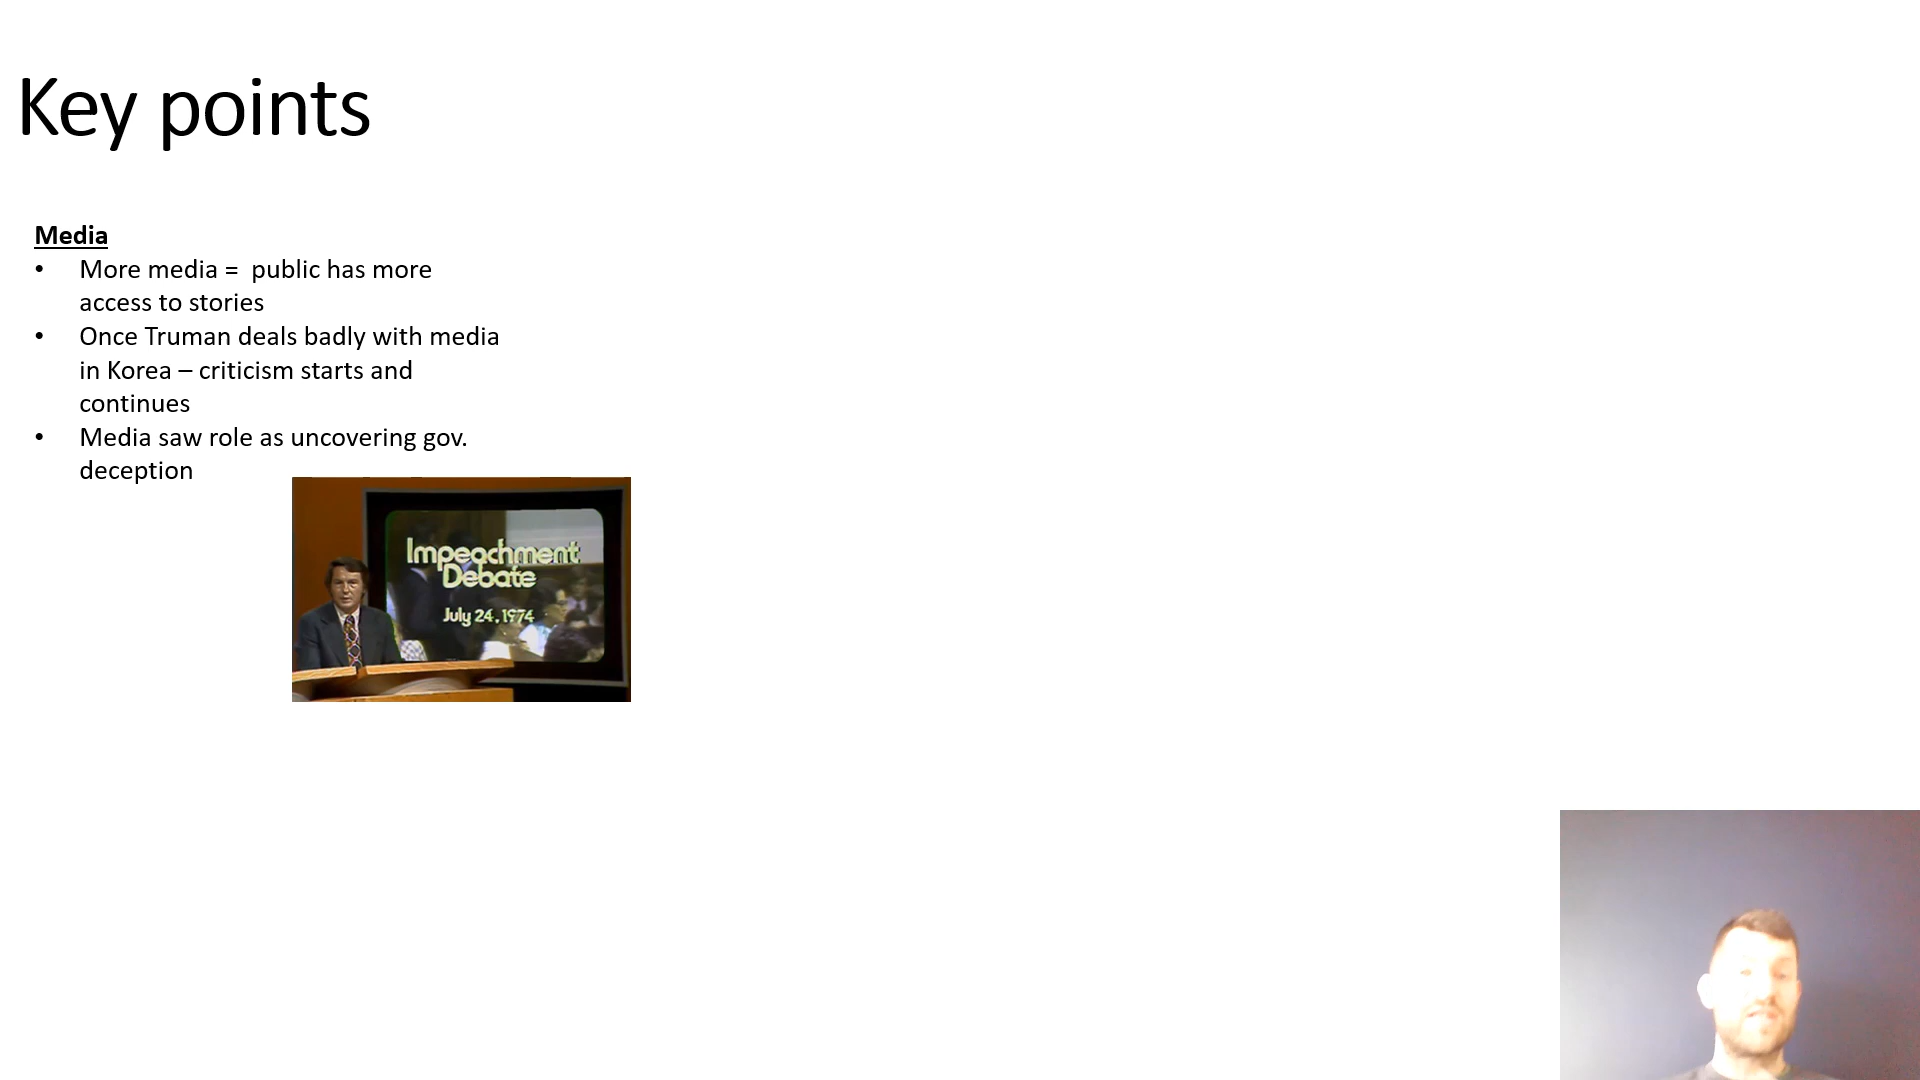 Key points
Media
• More media =  public has more
access to stories
• Once Truman deals badly with media
in Korea – criticism starts and
continues
• Media saw role as uncovering gov.
deception
Impeachment
Debate
July 24, 1974